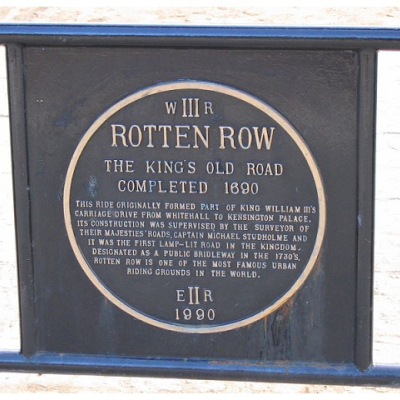 W III R
ROTTEN ROW
THE KING'S OLD ROAD
COMPLETED 1690
THIS RIDE ORIGINALLY FORMED PART OF KING WILLIAM III'S
CARRIAGE DRIVE FROM WHITEHALL TO KENSINGTON PALACE.
ITS CONSTRUCTION WAS SUPERVISED BY THE SURVEYOR OF
THEIR MAJESTIES' ROADS, CAPTAIN MICHAEL STUDHOLME AND
IT WAS THE FIRST LAMP-LIT ROAD IN THE KINGDOM.
DESIGNATED AS A PUBLIC BRIDLEWAY IN THE 1730'S,
ROTTEN ROW IS ONE OF THE MOST FAMOUS URBAN
RIDING GROUNDS IN THE WORLD.
E II R
1990